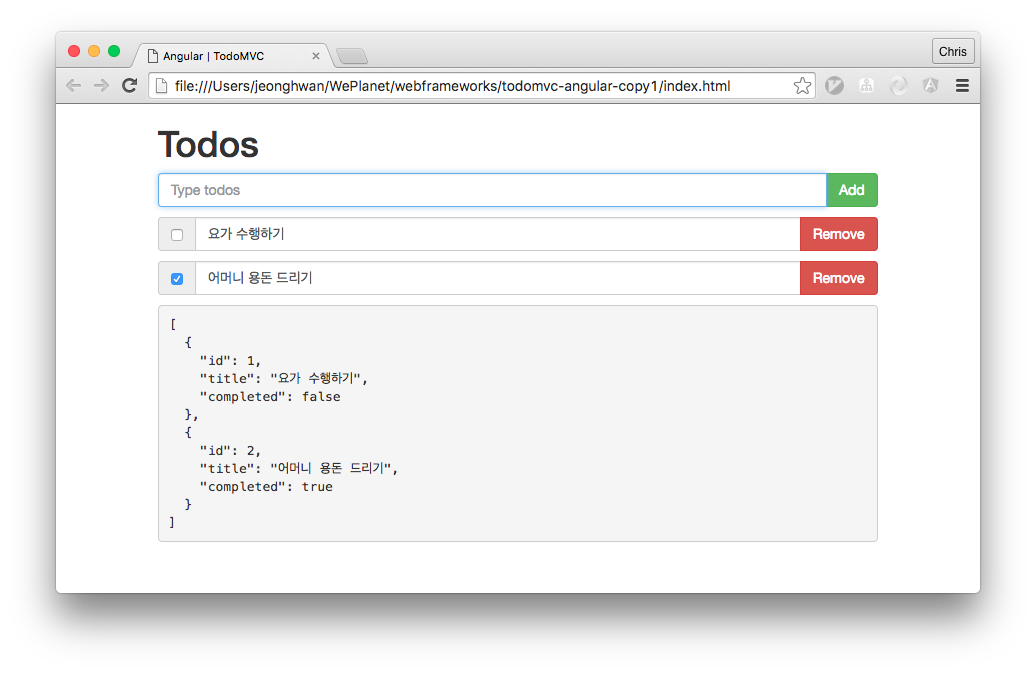 Angular | TodoMVC
Chris
file:///Users/jeonghwan/WePlanet/webframeworks/todomvc-angular-copy1/index.html
Todos
Type todos Add
요가 수행하기 Remove
어머니 용돈 드리기 Remove
[
  {
    "id": 1,
    "title": "요가 수행하기",
    "completed": false
  },
  {
    "id": 2,
    "title": "어머니 용돈 드리기",
    "completed": true
  }
]